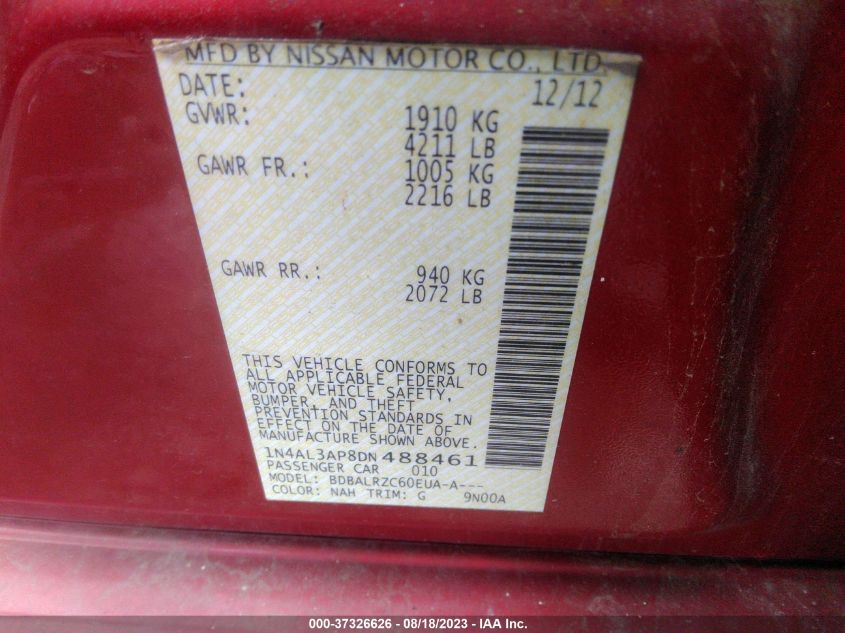 MFD BY NISSAN MOTOR CO., LTD.
DATE: 12/12
GVWR: 1910 KG
4211 LB
GAWR FR.: 1005 KG
2216 LB
GAWR RR.: 940 KG
2072 LB
THIS VEHICLE CONFORMS TO
ALL APPLICABLE FEDERAL
MOTOR VEHICLE SAFETY,
BUMPER, AND THEFT
PREVENTION STANDARDS IN
EFFECT ON THE DATE OF
MANUFACTURE SHOWN ABOVE.
1N4AL3AP8DN488461
PASSENGER CAR 010
MODEL: BDBALRZC60EUA-A---
COLOR: NAH TRIM: G 9N00A
000-37326626 - 08/18/2023 - IAA Inc.